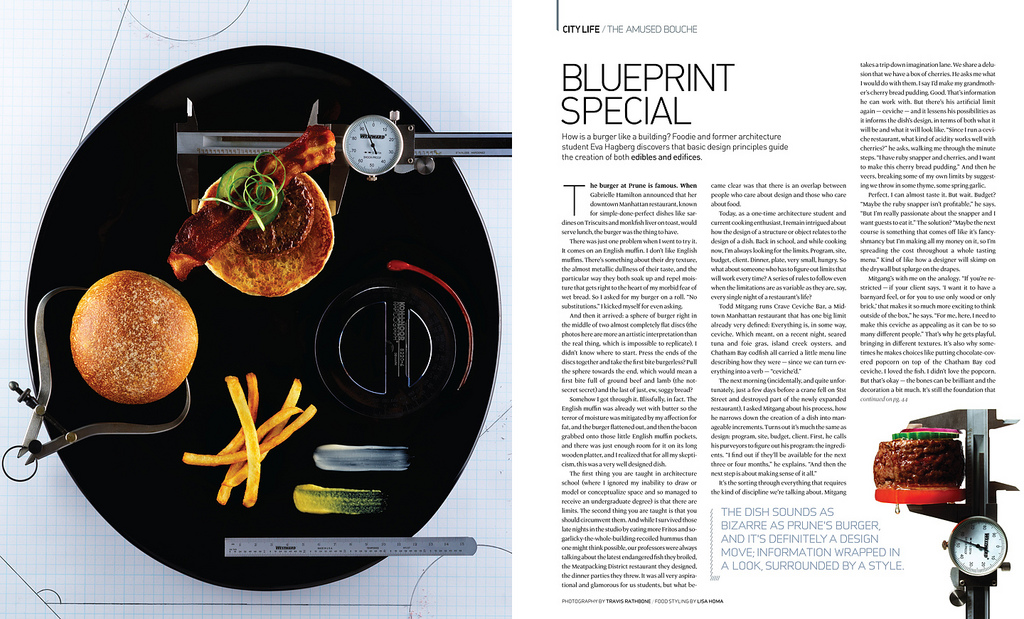 CITY LIFE / THE AMUSED BOUCHE
BLUEPRINT
SPECIAL
How is a burger like a building? Foodie and former architecture
student Eva Hagberg discovers that basic design principles guide
the creation of both edibles and edifices.
The burger at Prune is famous. When
Gabrielle Hamilton announced that her
downtown Manhattan restaurant, known
for simple-done-perfect dishes like sar-
dines on Triscuits and monkfish liver on toast, would
serve lunch, the burger was the thing to have.
There was just one problem when I went to try it.
It comes on an English muffin. I don't like English
muffins. There's something about their dry texture,
the almost metallic dullness of their taste, and the
particular way they both soak up and repel mois-
ture that gets right to the heart of my morbid fear of
wet bread. So I asked for my burger on a roll. "No
substitutions." I kicked myself for even asking.
And then it arrived: a sphere of burger right in
the middle of two almost completely flat discs (the
photos here are more an artistic interpretation than
the real thing, which is impossible to replicate). I
didn't know where to start. Press the ends of the
discs together and take the first bite burgerless? Pull
the sphere towards the end, which would mean a
first bite full of ground beef and lamb (the not-
secret secret) and the last of just, ew, soggy bread?
Somehow I got through it. Blissfully, in fact. The
English muffin was already wet with butter so the
terror of moisture was mitigated by my affection for
fat, and the burger flattened out, and then the bacon
grabbed onto those little English muffin pockets,
and there was just enough room for it on its long
wooden platter, and I realized that for all my skepti-
cism, this was a very well designed dish.
The first thing you are taught in architecture
school (where I ignored my inability to draw or
model or conceptualize space and so managed to
receive an undergraduate degree) is that there are
limits. The second thing you are taught is that you
should circumvent them. And while I survived those
late nights in the studio by eating more Fritos and so-
garlicky-the-whole-building-recoiled hummus than
one might think possible, our professors were always
talking about the latest endangered fish they broiled,
the Meatpacking District restaurant they designed,
the dinner parties they threw. It was all very aspira-
tional and glamorous for us students, but what be-
came clear was that there is an overlap between
people who care about design and those who care
about food.
Today, as a one-time architecture student and
current cooking enthusiast, I remain intrigued about
how the design of a structure or object relates to the
design of a dish. Back in school, and while cooking
now, I'm always looking for the limits. Program, site,
budget, client. Dinner, plate, very small, hungry. So
what about someone who has to figure out limits that
will work every time? A series of rules to follow even
when the limitations are as variable as they are, say,
every single night of a restaurant's life?
Todd Mitgang runs Crave Ceviche Bar, a Mid-
town Manhattan restaurant that has one big limit
already very defined: Everything is, in some way,
ceviche. Which meant, on a recent night, seared
tuna and foie gras, island creek oysters, and
Chatham Bay codfish all carried a little menu line
describing how they were — since we can turn ev-
erything into a verb — "ceviche'd."
The next morning (incidentally, and quite unfor-
tunately, just a few days before a crane fell on 51st
Street and destroyed part of the newly expanded
restaurant), I asked Mitgang about his process, how
he narrows down the creation of a dish into man-
ageable increments. Turns out it's much the same as
design: program, site, budget, client. First, he calls
his purveyors to figure out his program: the ingredi-
ents. "I find out if they'll be available for the next
three or four months," he explains. "And then the
next step is about making sense of it all."
It's the sorting through everything that requires
the kind of discipline we're talking about. Mitgang
takes a trip down imagination lane. We share a delu-
sion that we have a box of cherries. He asks me what
I would do with them. I say I'd make my grandmoth-
er's cherry bread pudding. Good. That's information
he can work with. But there's his artificial limit
again — ceviche — and it lessens his possibilities as
it informs the dish's design, in terms of both what it
will be and what it will look like. "Since I run a cevi-
che restaurant, what kind of acidity works well with
cherries?" he asks, walking me through the minute
steps. "I have ruby snapper and cherries, and I want
to make this cherry bread pudding." And then he
veers, breaking some of my own limits by suggest-
ing we throw in some thyme, some spring garlic.
Perfect. I can almost taste it. But wait. Budget?
"Maybe the ruby snapper isn't profitable," he says.
"But I'm really passionate about the snapper and I
want guests to eat it." The solution? "Maybe the next
course is something that comes off like it's fancy-
shmancy but I'm making all my money on it, so I'm
spreading the cost throughout a whole tasting
menu." Kind of like how a designer will skimp on
the drywall but splurge on the drapes.
Mitgang's with me on the analogy. "If you're re-
stricted — if your client says, 'I want it to have a
barnyard feel, or for you to use only wood or only
brick,' that makes it so much more exciting to think
outside of the box," he says. "For me, here, I need to
make this ceviche as appealing as it can be to so
many different people." That's why he gets playful,
bringing in different textures. It's also why some-
times he makes choices like putting chocolate-cov-
ered popcorn on top of the Chatham Bay cod
ceviche. I loved the fish. I didn't love the popcorn.
But that's okay — the bones can be brilliant and the
decoration a bit much. It's still the foundation that
continued on pg. 44
THE DISH SOUNDS AS
BIZARRE AS PRUNE'S BURGER,
AND IT'S DEFINITELY A DESIGN
MOVE; INFORMATION WRAPPED IN
A LOOK, SURROUNDED BY A STYLE.
PHOTOGRAPHY BY TRAVIS RATHBONE / FOOD STYLING BY LISA HOMA